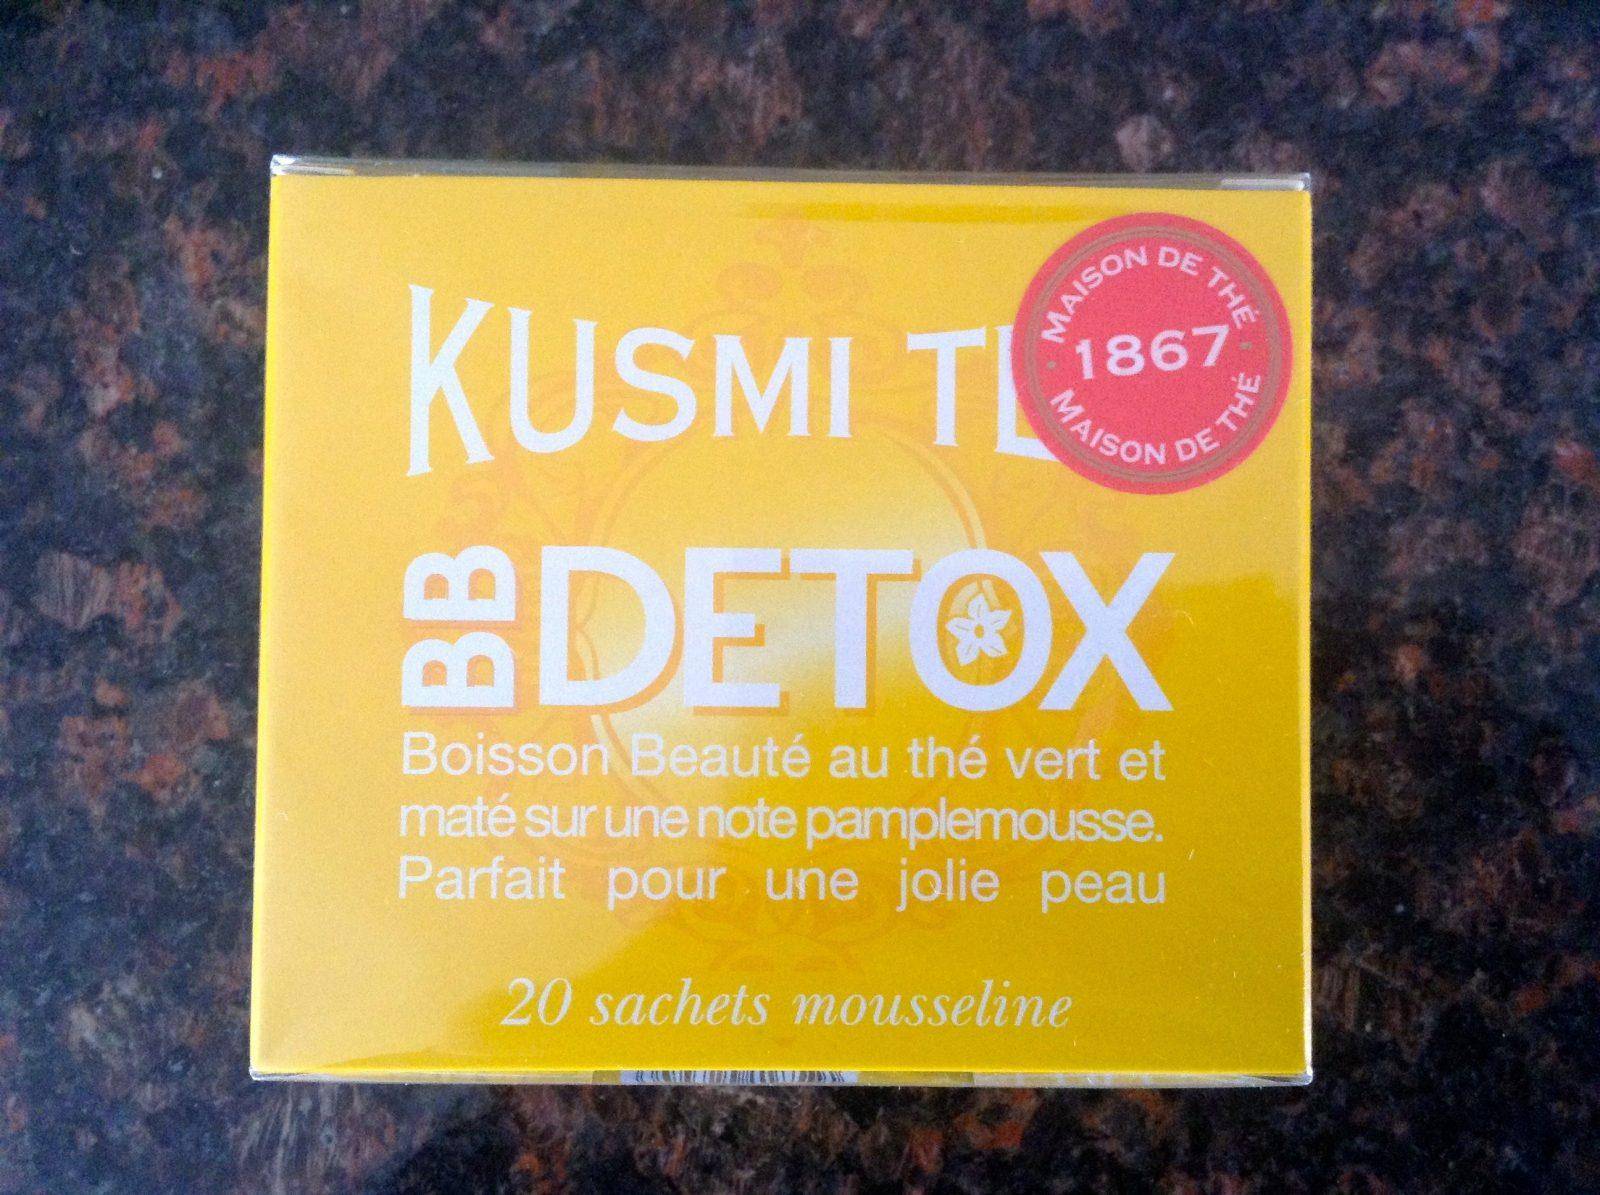 KUSMI
MAISON DE THÉ
1867
MAISON DE THÉ
BB DETOX
Boisson Beauté au thé vert et
maté sur une note pamplemousse.
Parfait pour une jolie peau
20 sachets mousseline